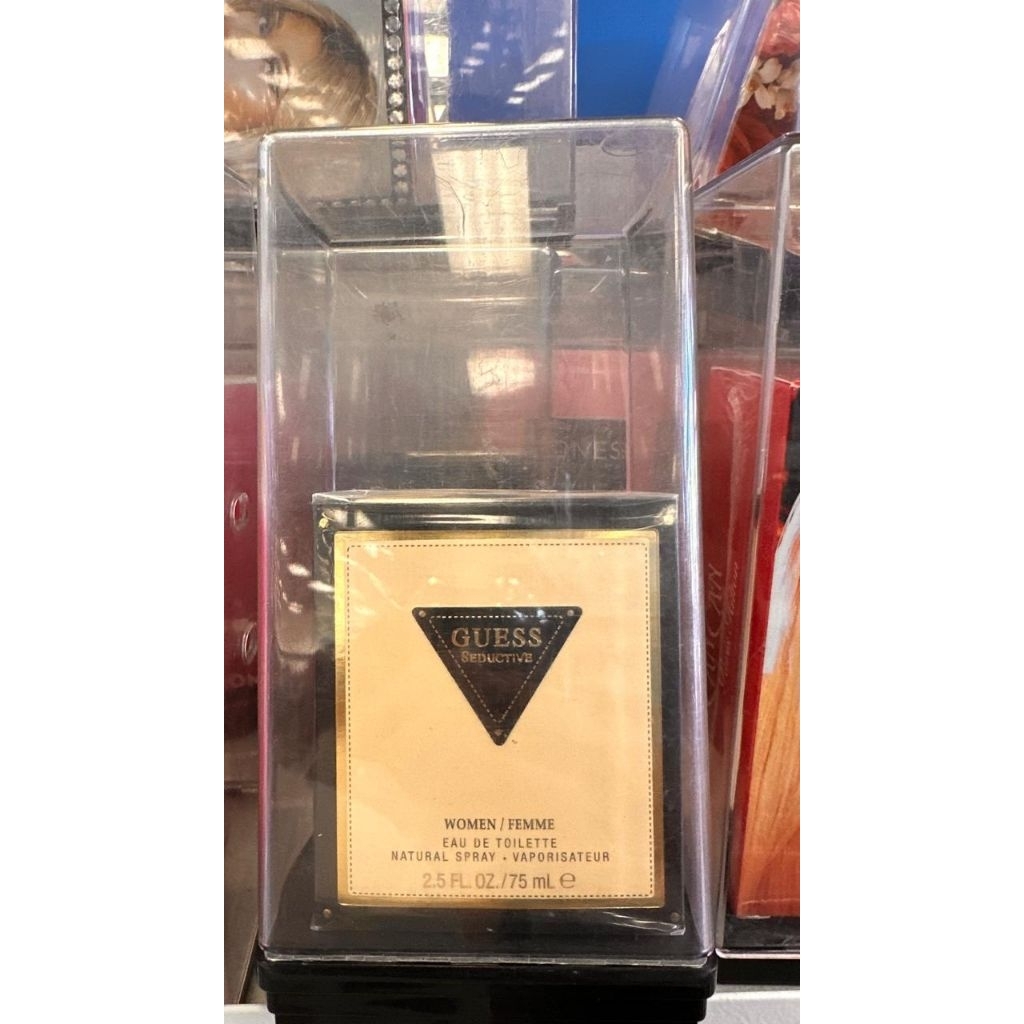 GUESS
SEDUCTIVE
WOMEN / FEMME
EAU DE TOILETTE
NATURAL SPRAY • VAPORISATEUR
2.5 FL. OZ./75 mL ℮